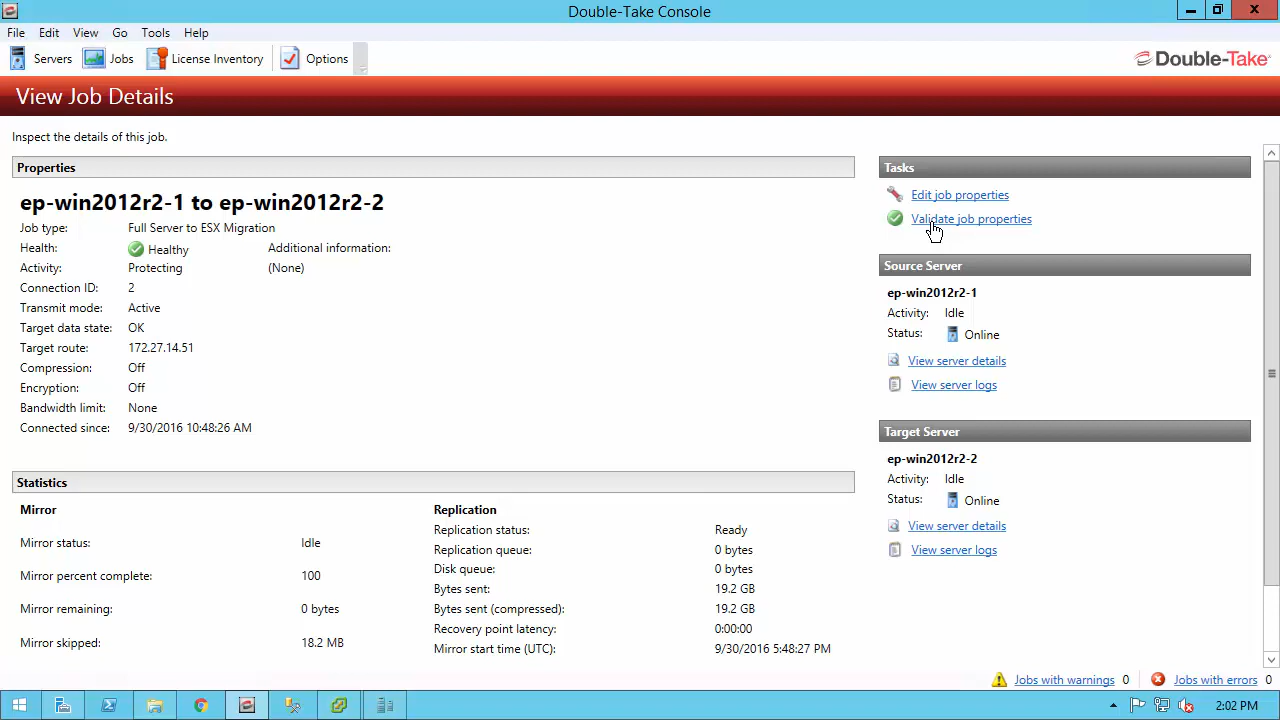 Double-Take Console
File Edit View Go Tools Help
Servers Jobs License Inventory Options
Double-Take®
View Job Details
Inspect the details of this job.
Properties
ep-win2012r2-1 to ep-win2012r2-2
Job type: Full Server to ESX Migration
Health: Healthy Additional information:
Activity: Protecting (None)
Connection ID: 2
Transmit mode: Active
Target data state: OK
Target route: 172.27.14.51
Compression: Off
Encryption: Off
Bandwidth limit: None
Connected since: 9/30/2016 10:48:26 AM
Statistics
Mirror
Mirror status: Idle
Mirror percent complete: 100
Mirror remaining: 0 bytes
Mirror skipped: 18.2 MB
Replication
Replication status: Ready
Replication queue: 0 bytes
Disk queue: 0 bytes
Bytes sent: 19.2 GB
Bytes sent (compressed): 19.2 GB
Recovery point latency: 0:00:00
Mirror start time (UTC): 9/30/2016 5:48:27 PM
Tasks
Edit job properties
Validate job properties
Source Server
ep-win2012r2-1
Activity: Idle
Status: Online
View server details
View server logs
Target Server
ep-win2012r2-2
Activity: Idle
Status: Online
View server details
View server logs
Jobs with warnings 0 Jobs with errors 0
2:02 PM